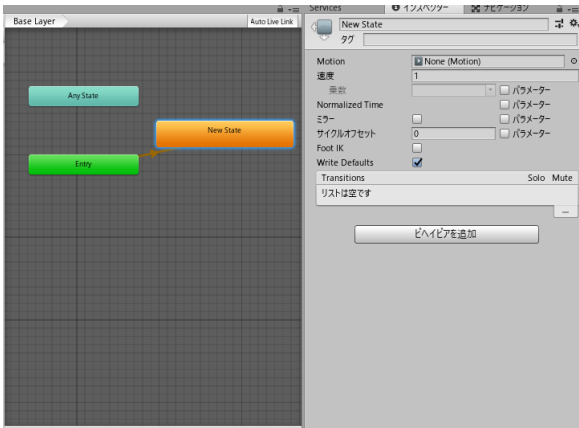 Base Layer
Auto Live Link
Any State
New State
Entry
Services
インスペクター
ナビゲーション
New State
タグ
Motion
None (Motion)
速度
1
乗数
パラメーター
Normalized Time
パラメーター
ミラー
パラメーター
サイクルオフセット
0
パラメーター
Foot IK
Write Defaults
Transitions
Solo
Mute
リストは空です
ビヘイビアを追加